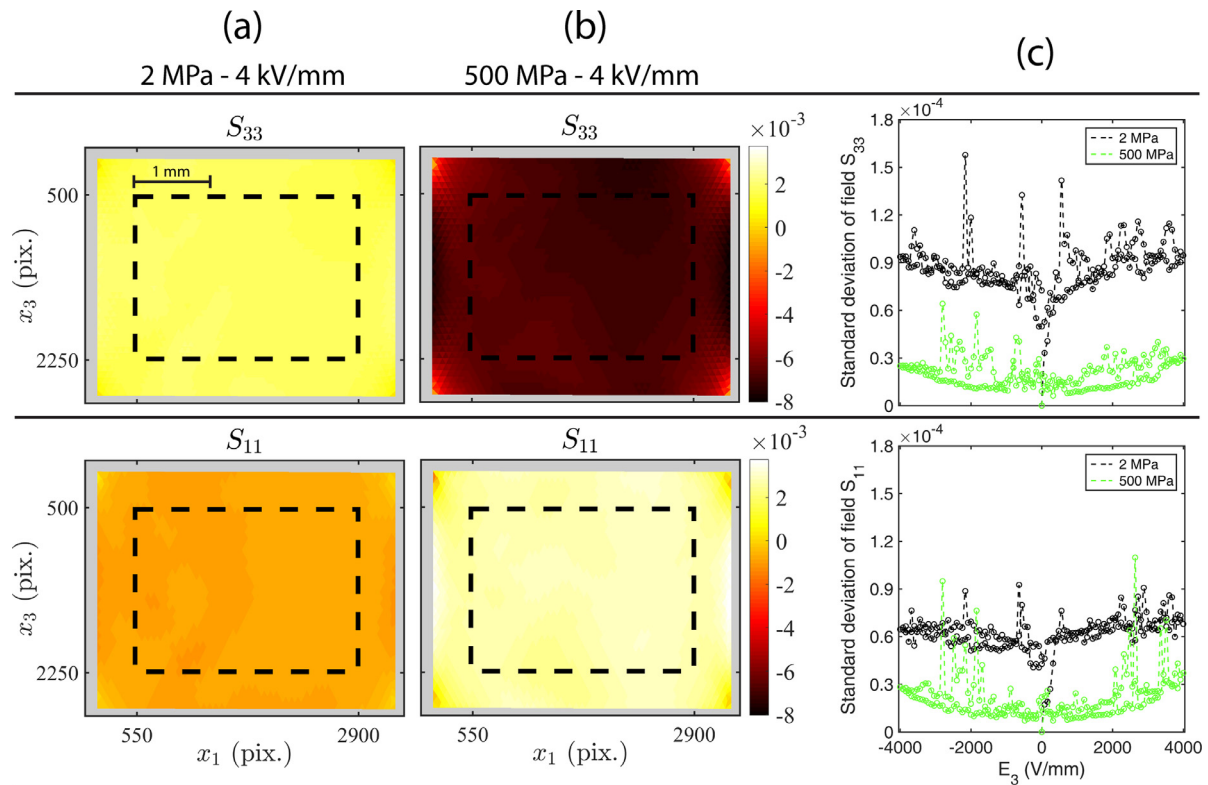 (a) (b) (c)
2 MPa - 4 kV/mm 500 MPa - 4 kV/mm
S33 S33
1 mm
×10-3
2
0
-2
-4
-6
-8
500
2250
x3 (pix.)
×10-4
1.8
1.5
1.2
0.9
0.6
0.3
0
Standard deviation of field S33
2 MPa
500 MPa
S11 S11
×10-3
2
0
-2
-4
-6
-8
500
2250
x3 (pix.)
550 2900 550 2900
x1 (pix.) x1 (pix.)
×10-4
1.8
1.5
1.2
0.9
0.6
0.3
0
Standard deviation of field S11
2 MPa
500 MPa
-4000 -2000 0 2000 4000
E3 (V/mm)